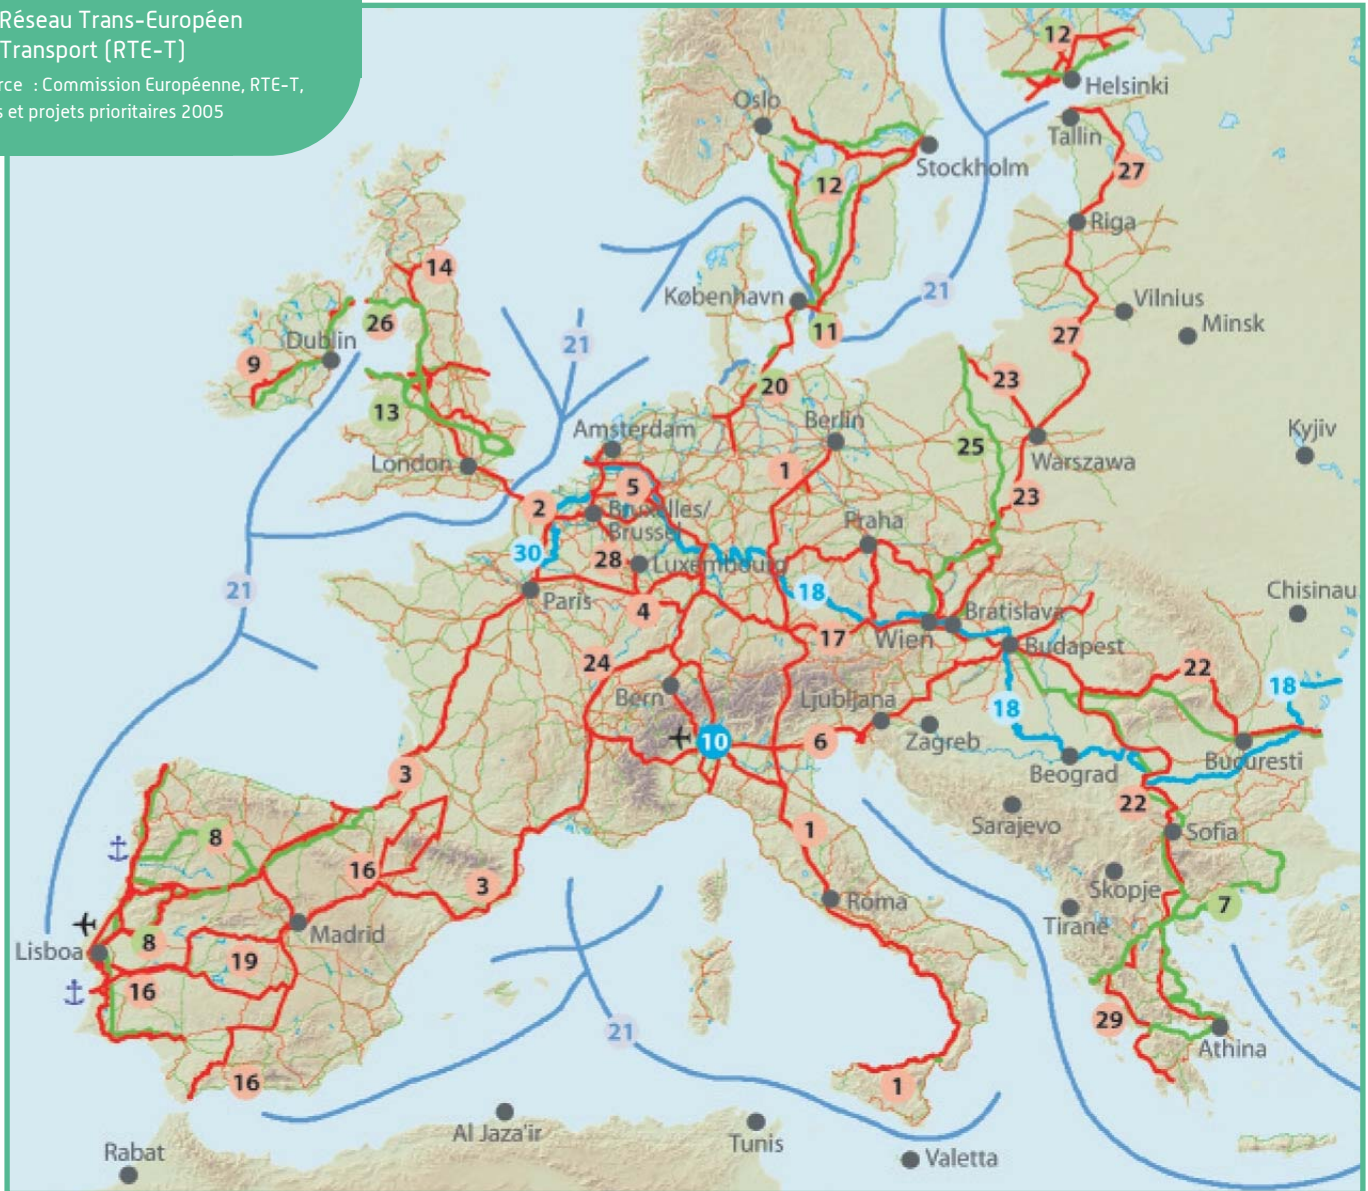 Réseau Trans-Européen
Transport (RTE-T)
rce : Commission Européenne, RTE-T,
s et projets prioritaires 2005
12
Helsinki
Oslo
Tallin
Stockholm
27
12
Riga
14
København
21
Vilnius
26
11
Minsk
Dublin
27
21
9
20
23
13
Amsterdam
Berlin
25
Kyjiv
London
1
Warszawa
5
23
2
Bruxelles/
Brussel
Praha
30
28
Luxembourg
21
Paris
18
Chisinau
4
Bratislava
17
Wien
Budapest
24
22
Bern
Ljubljana
18
18
10
6
Zagreb
Bucuresti
3
Beograd
22
8
1
Sarajevo
Sofia
16
3
Skopje
Roma
7
Madrid
Tirane
Lisboa
8
19
16
29
21
Athina
16
1
Al Jaza'ir
Tunis
Rabat
Valetta